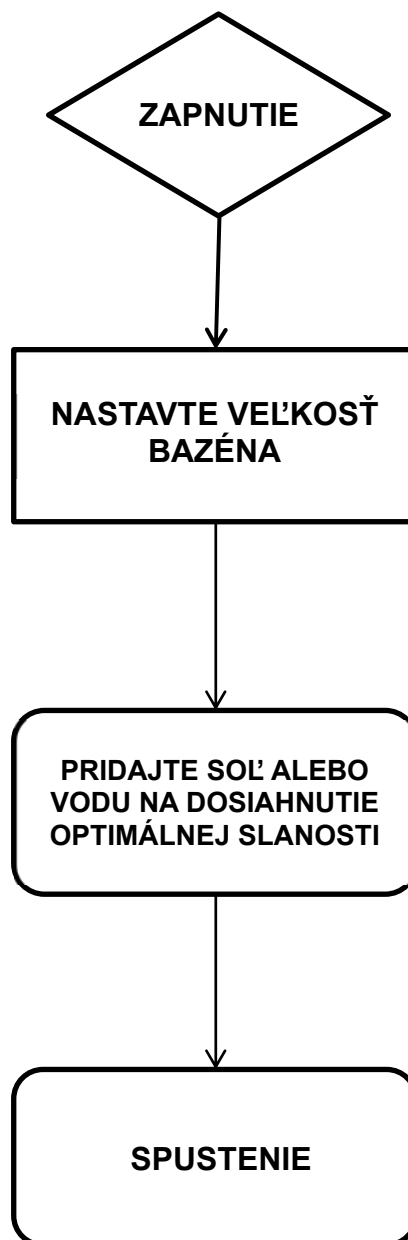 ZAPNUTIE
NASTAVTE VEĽKOSŤ
BAZÉNA
PRIDAJTE SOĽ ALEBO
VODU NA DOSIAHNUTIE
OPTIMÁLNEJ SLANOSTI
SPUSTENIE